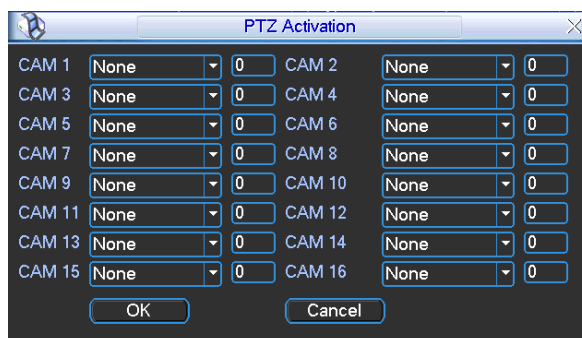 PTZ Activation
CAM 1 None 0 CAM 2 None 0
CAM 3 None 0 CAM 4 None 0
CAM 5 None 0 CAM 6 None 0
CAM 7 None 0 CAM 8 None 0
CAM 9 None 0 CAM 10 None 0
CAM 11 None 0 CAM 12 None 0
CAM 13 None 0 CAM 14 None 0
CAM 15 None 0 CAM 16 None 0
OK Cancel